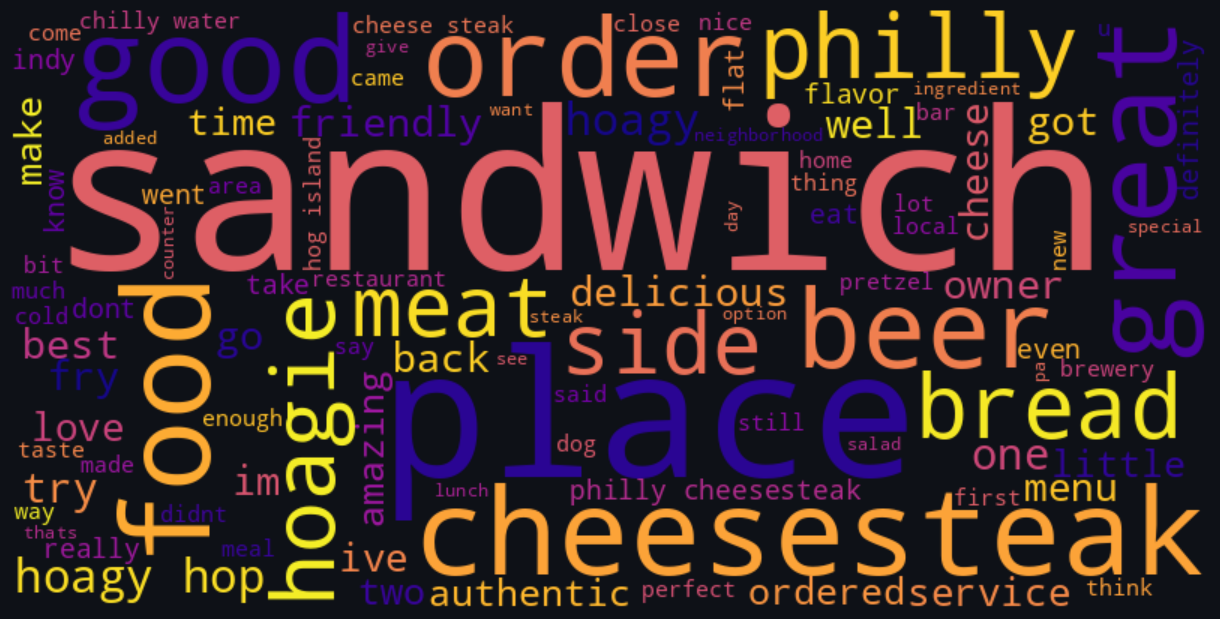 come
chilly water
good
cheese steak
order
close
nice
philly
u
great
indy
give
came
flat
flavor
ingredient
definitely
make
added
time
friendly
want
hoagy
neighborhood
well
bar
cheese
got
sandwich
know
went
area
hog island
home
thing
day
eat
lot
local
new
special
counter
bit
much
cold
dont
take
restaurant
meat
delicious
steak
side
option
beer
pretzel
owner
food
best
go
hoagie
say
back
see
even
pa
brewery
fry
place
bread
love
enough
amazing
said
dog
still
salad
one
little
taste
made
try
im
lunch
philly cheesesteak
first
menu
way
didnt
cheesesteak
thats
really
meal
ive
hoagy hop
two
authentic
perfect
ordered
service
think